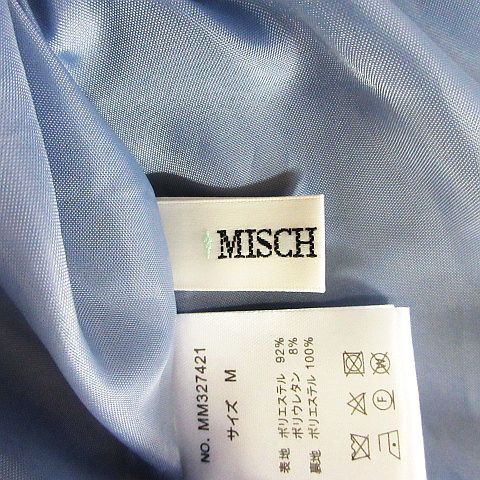 MISCH
NO. MM327421
サイズ M
表地 ポリエステル 92%
ポリウレタン 8%
裏地 ポリエステル 100%